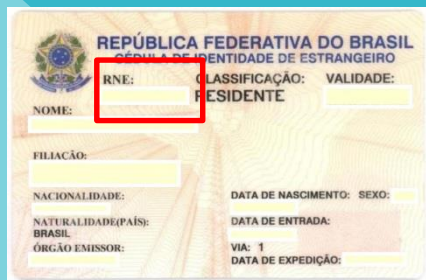 REPÚBLICA FEDERATIVA DO BRASIL
CÉDULA DE IDENTIDADE DE ESTRANGEIRO
RNE: CLASSIFICAÇÃO: VALIDADE:
RESIDENTE
NOME:
FILIAÇÃO:
NACIONALIDADE: DATA DE NASCIMENTO: SEXO:
NATURALIDADE(PAÍS): DATA DE ENTRADA:
BRASIL
ÓRGÃO EMISSOR: VIA: 1
DATA DE EXPEDIÇÃO: